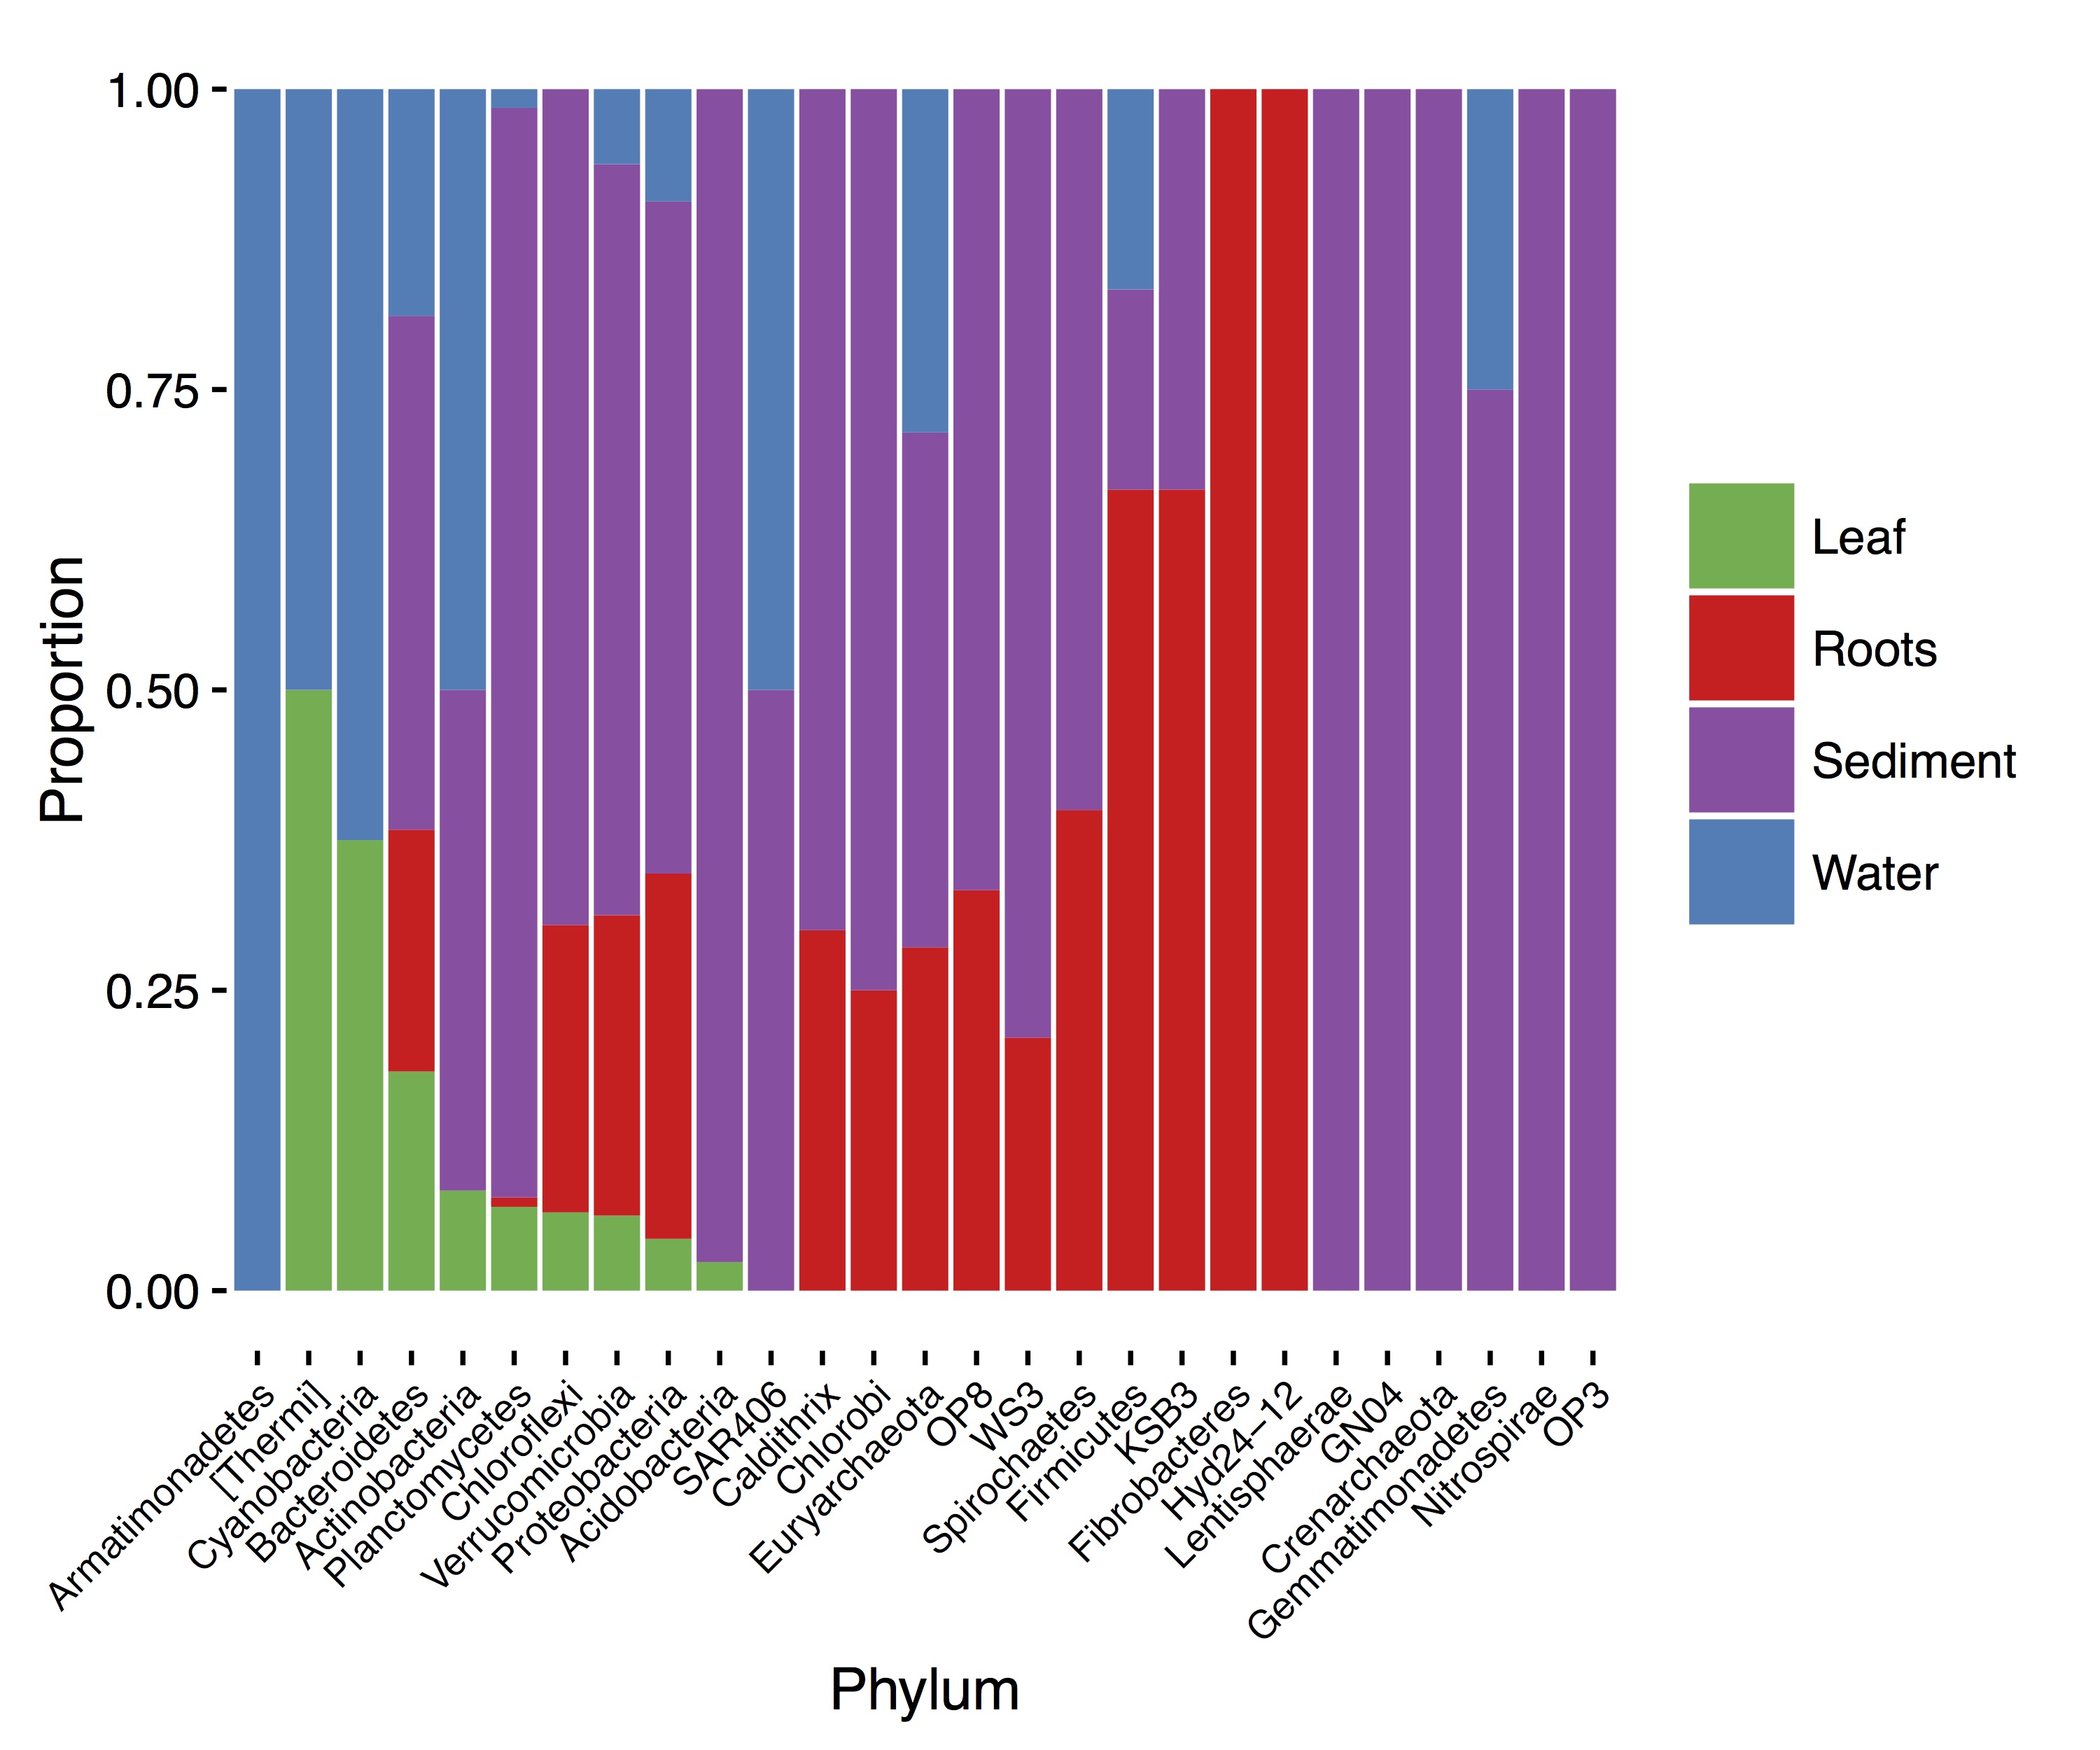 1.00
0.75
0.50
0.25
0.00
Proportion
Armatimonadetes
[Thermi]
Cyanobacteria
Bacteroidetes
Actinobacteria
Planctomycetes
Chloroflexi
Verrucomicrobia
Proteobacteria
Acidobacteria
SAR406
Caldithrix
Chlorobi
Euryarchaeota
OP8
WS3
Spirochaetes
Firmicutes
KSB3
Fibrobacteres
Hyd24−12
Lentisphaerae
GN04
Crenarchaeota
Gemmatimonadetes
Nitrospirae
OP3
Phylum
Leaf
Roots
Sediment
Water